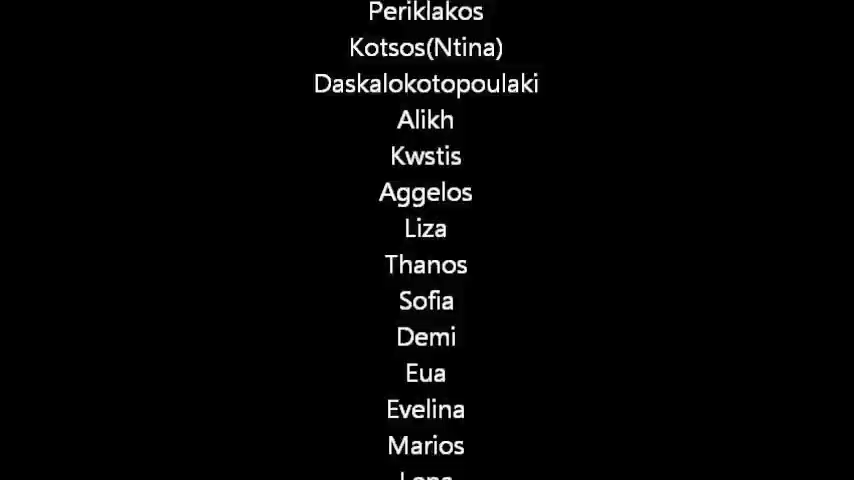 Periklakos
Kotsos(Ntina)
Daskalokotopoulaki
Alikh
Kwstis
Aggelos
Liza
Thanos
Sofia
Demi
Eua
Evelina
Marios